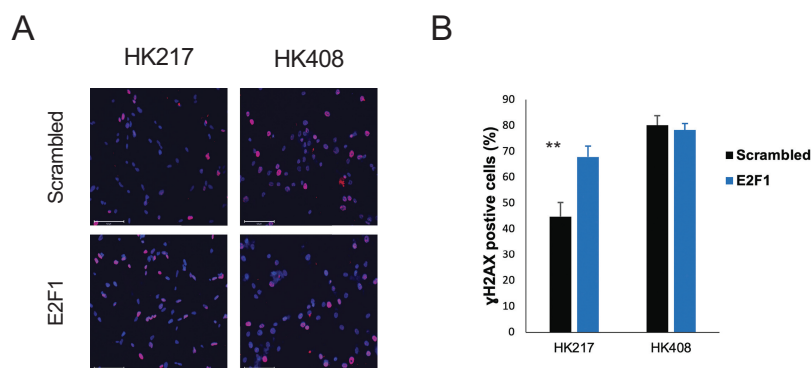 A
HK217
HK408
Scrambled
E2F1
B
ɣH2AX postive cells (%)
90
80
70
60
50
40
30
20
10
0
**
HK217
HK408
Scrambled
E2F1